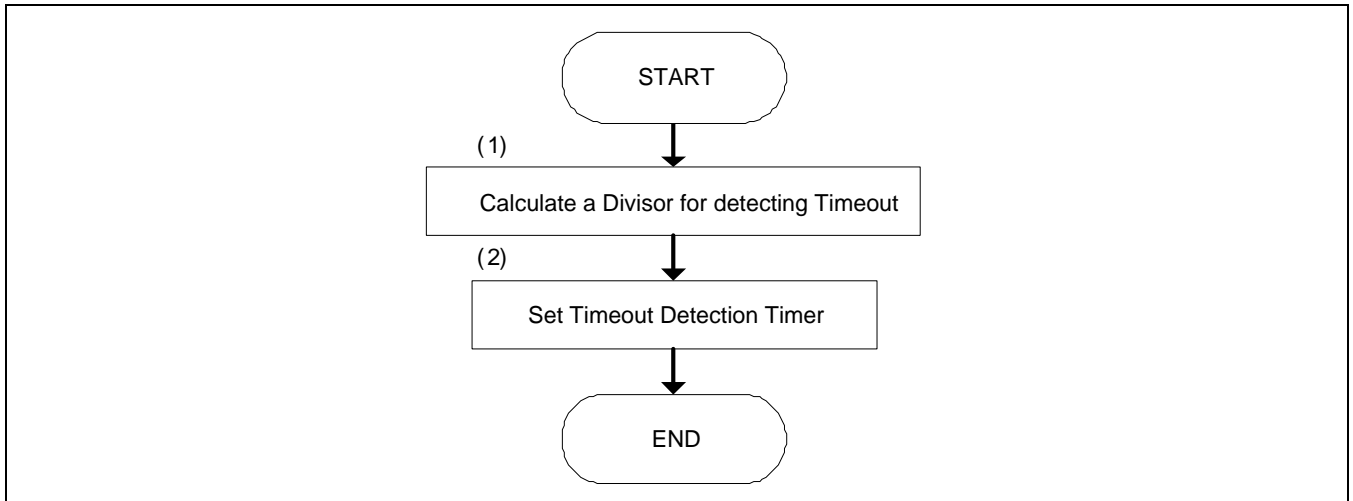 START
(1)
Calculate a Divisor for detecting Timeout
(2)
Set Timeout Detection Timer
END